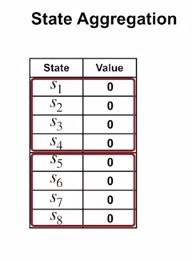 State Aggregation
State Value
S1 0
S2 0
S3 0
S4 0
S5 0
S6 0
S7 0
S8 0